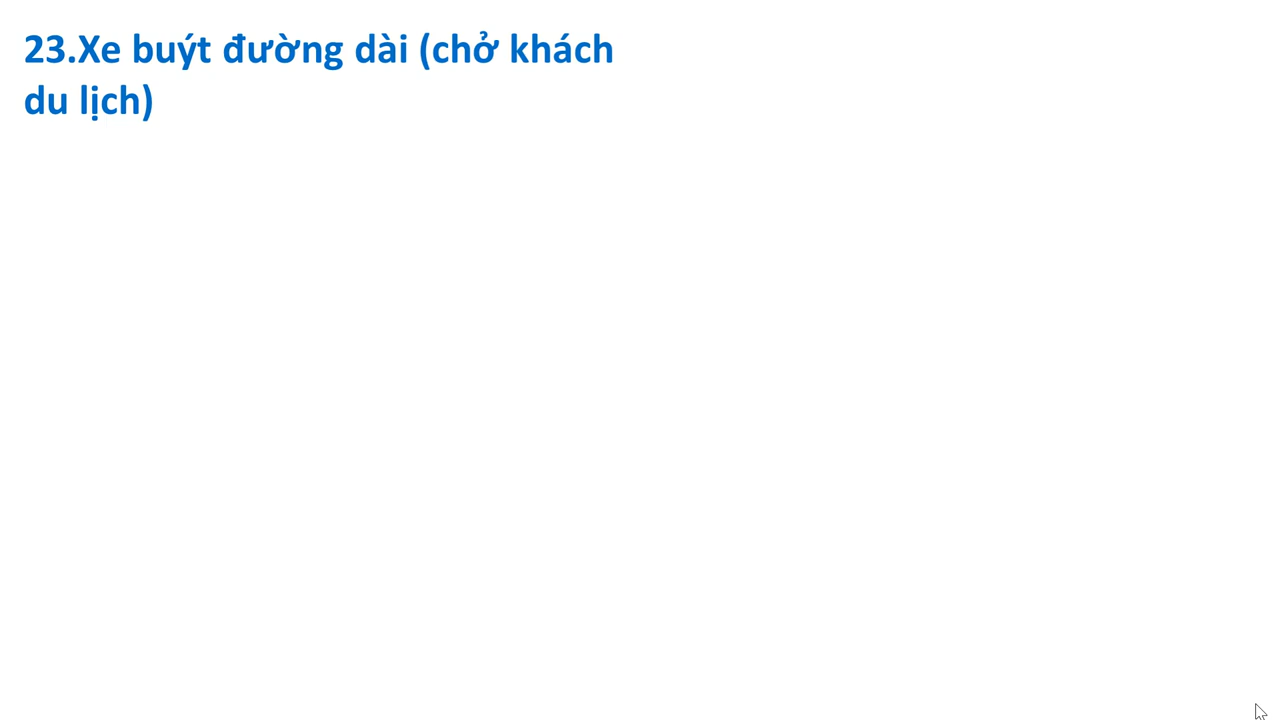 23.Xe buýt đường dài (chở khách
du lịch)